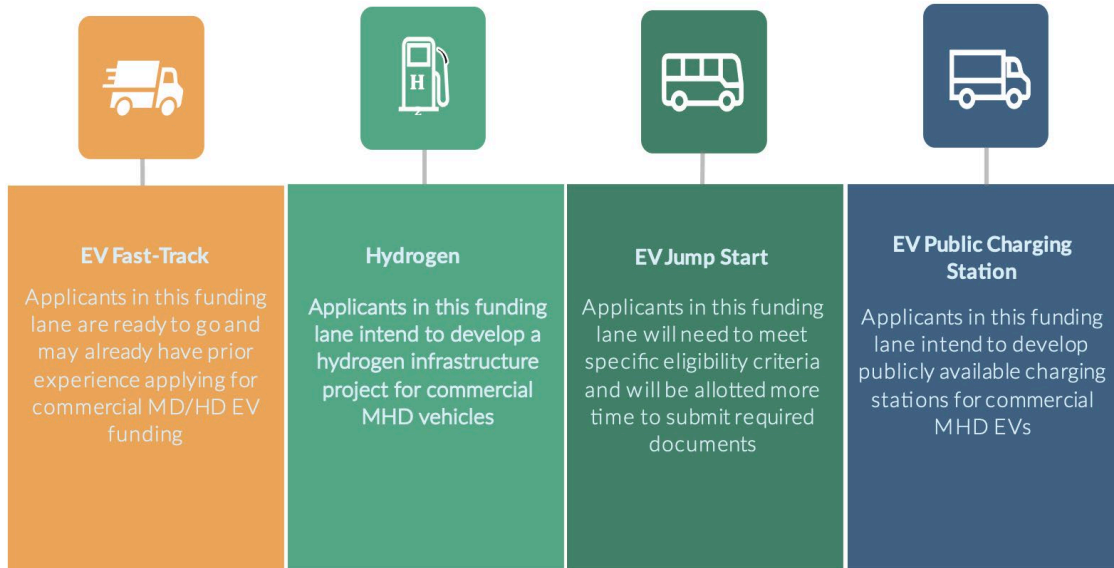 H
2
EV Fast-Track
Applicants in this funding
lane are ready to go and
may already have prior
experience applying for
commercial MD/HD EV
funding
Hydrogen
Applicants in this funding
lane intend to develop a
hydrogen infrastructure
project for commercial
MHD vehicles
EV Jump Start
Applicants in this funding
lane will need to meet
specific eligibility criteria
and will be allotted more
time to submit required
documents
EV Public Charging
Station
Applicants in this funding
lane intend to develop
publicly available charging
stations for commercial
MHD EVs